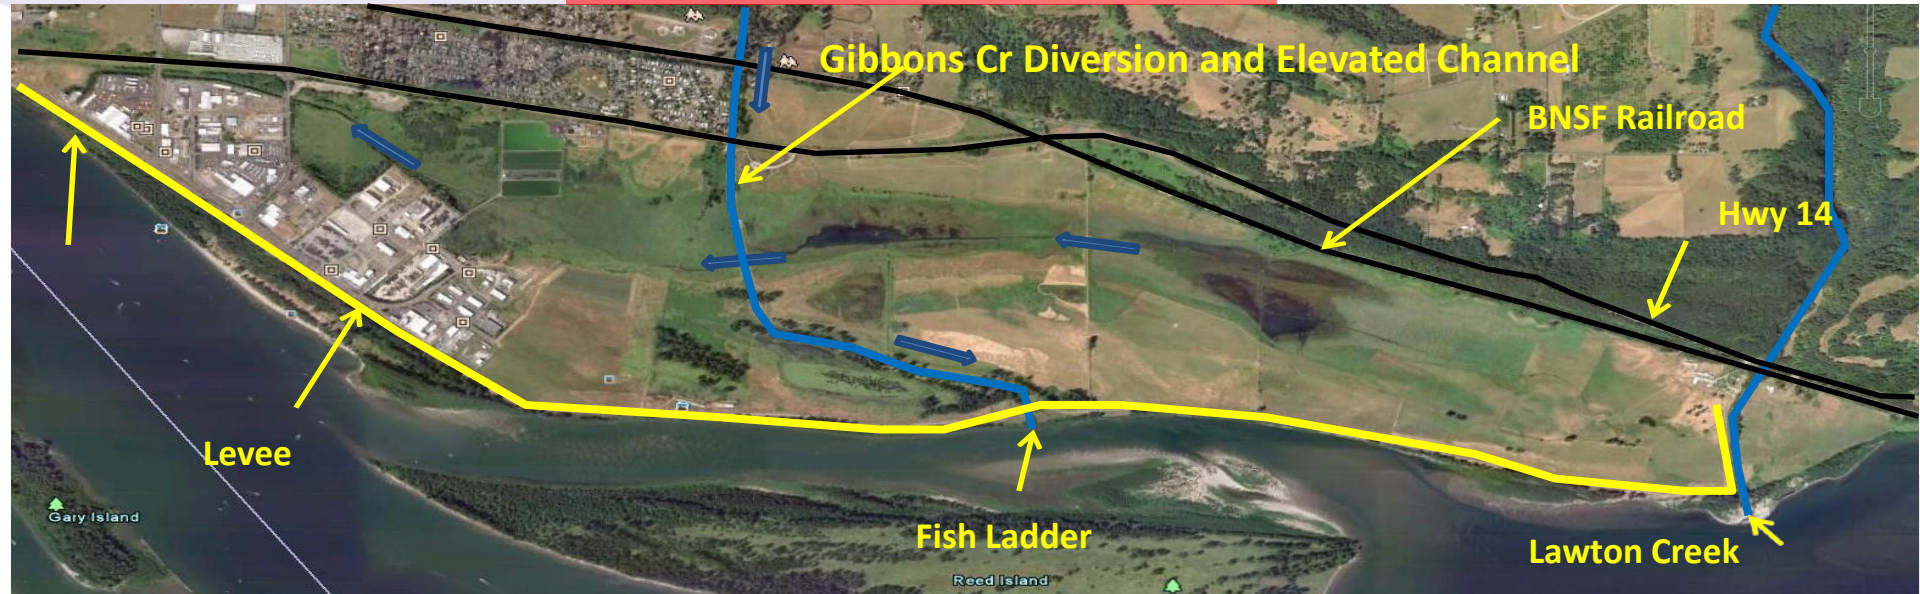 Gibbons Cr Diversion and Elevated Channel
BNSF Railroad
Hwy 14
Levee
Gary Island
Fish Ladder
Lawton Creek
Reed Island